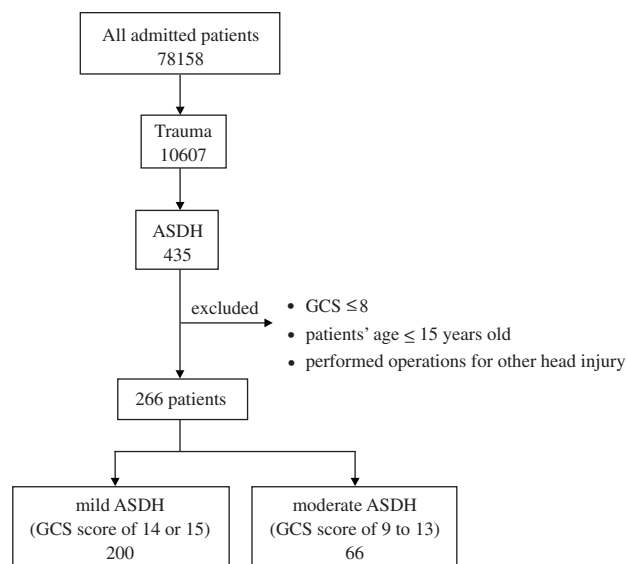 All admitted patients
78158
Trauma
10607
ASDH
435
excluded
• GCS ≤8
• patients' age ≤ 15 years old
• performed operations for other head injury
266 patients
mild ASDH
(GCS score of 14 or 15)
200
moderate ASDH
(GCS score of 9 to 13)
66